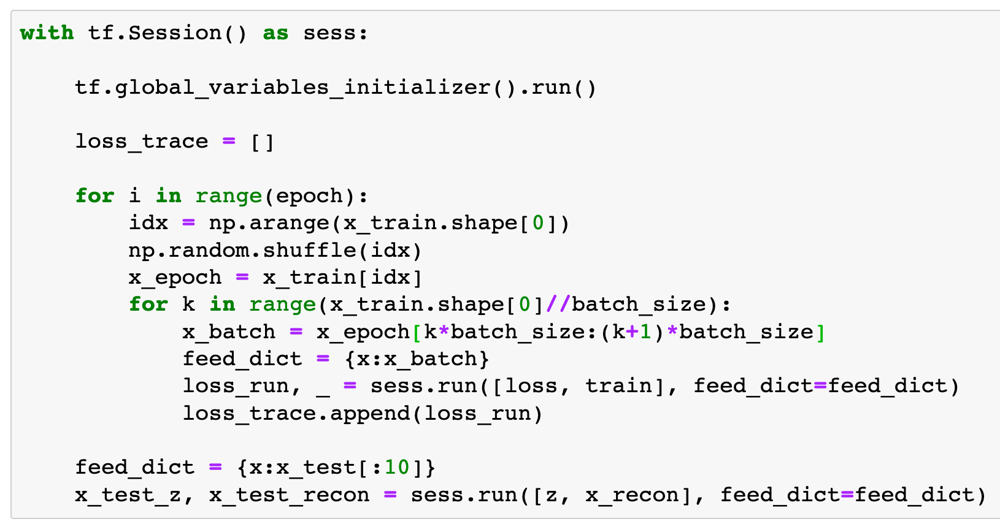 with tf.Session() as sess:
tf.global_variables_initializer().run()
loss_trace = []
for i in range(epoch):
idx = np.arange(x_train.shape[0])
np.random.shuffle(idx)
x_epoch = x_train[idx]
for k in range(x_train.shape[0]//batch_size):
x_batch = x_epoch[k*batch_size:(k+1)*batch_size]
feed_dict = {x:x_batch}
loss_run, _ = sess.run([loss, train], feed_dict=feed_dict)
loss_trace.append(loss_run)
feed_dict = {x:x_test[:10]}
x_test_z, x_test_recon = sess.run([z, x_recon], feed_dict=feed_dict)